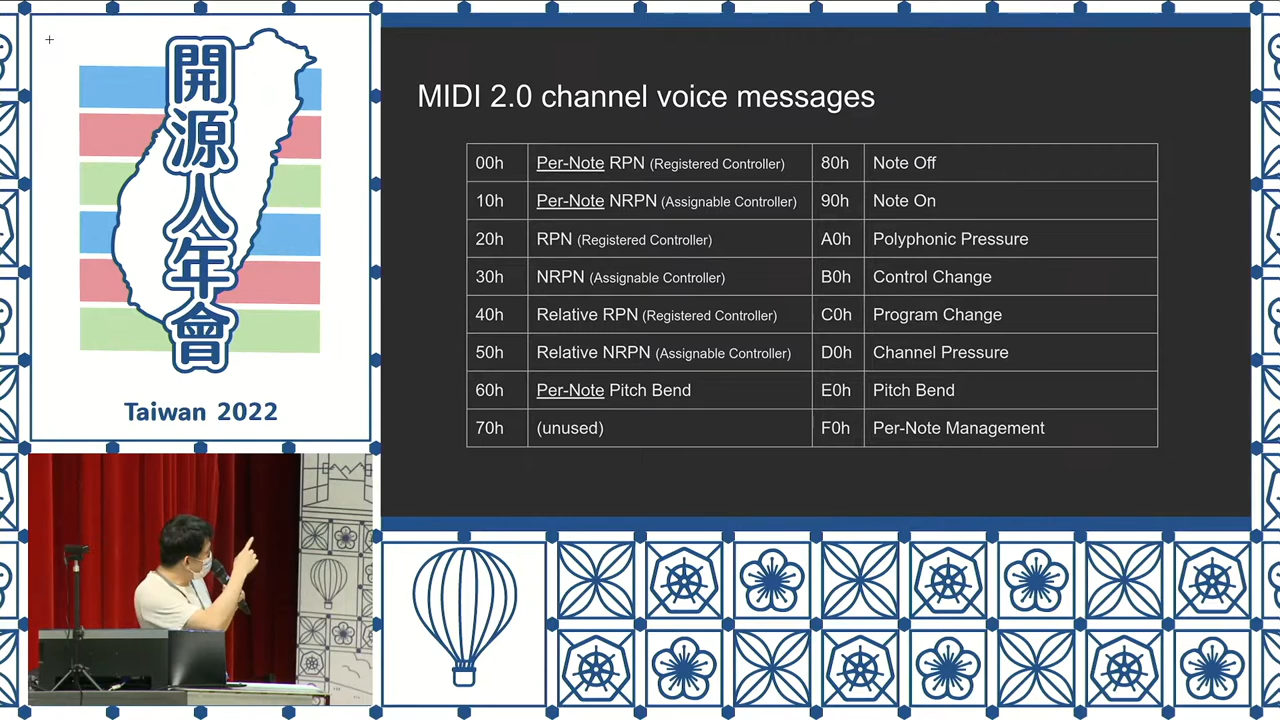 開源人年會
Taiwan 2022
MIDI 2.0 channel voice messages
00h Per-Note RPN (Registered Controller) 80h Note Off
10h Per-Note NRPN (Assignable Controller) 90h Note On
20h RPN (Registered Controller) A0h Polyphonic Pressure
30h NRPN (Assignable Controller) B0h Control Change
40h Relative RPN (Registered Controller) C0h Program Change
50h Relative NRPN (Assignable Controller) D0h Channel Pressure
60h Per-Note Pitch Bend E0h Pitch Bend
70h (unused) F0h Per-Note Management